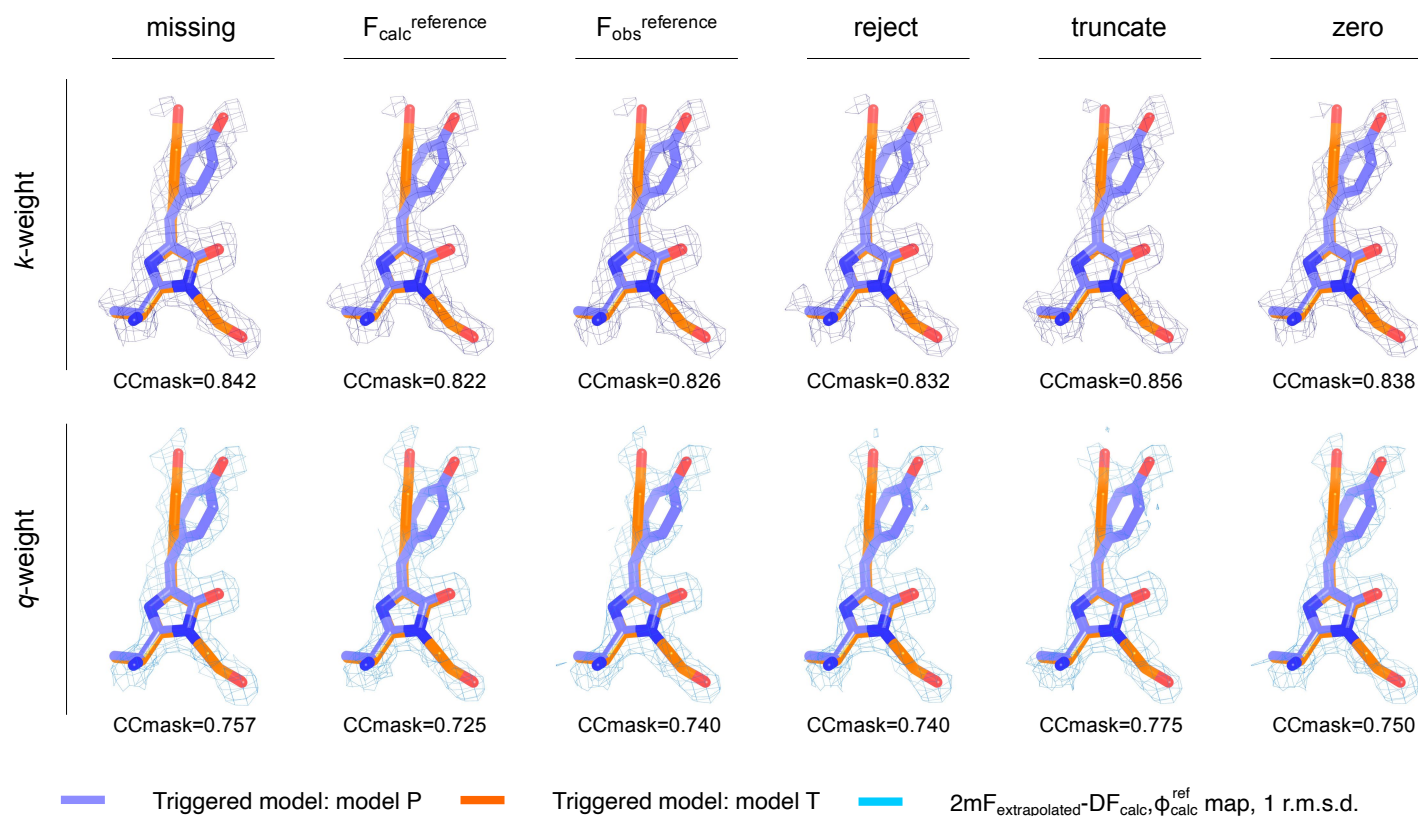 missing F_calc^reference F_obs^reference reject truncate zero
k-weight
CCmask=0.842 CCmask=0.822 CCmask=0.826 CCmask=0.832 CCmask=0.856 CCmask=0.838
q-weight
CCmask=0.757 CCmask=0.725 CCmask=0.740 CCmask=0.740 CCmask=0.775 CCmask=0.750
Triggered model: model P Triggered model: model T 2mF_extrapolated-DF_calc,ϕ_calc^ref map, 1 r.m.s.d.